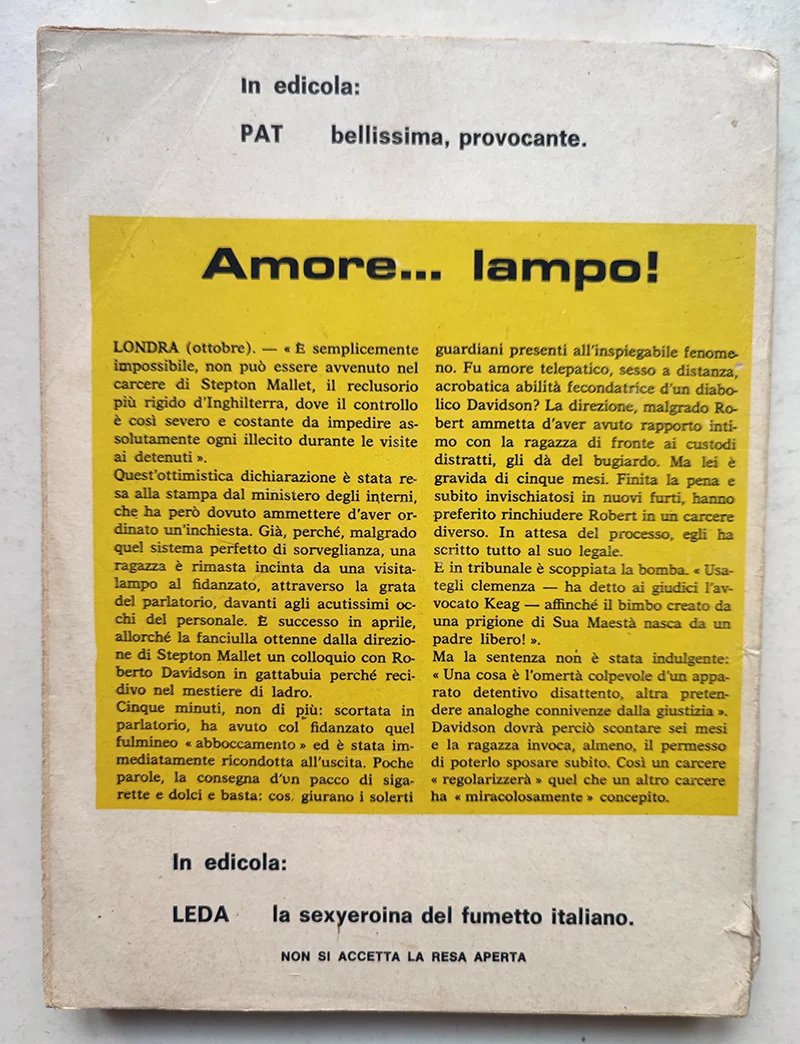 In edicola:
PAT bellissima, provocante.
Amore... lampo!
LONDRA (ottobre). — « È semplicemente
impossibile, non può essere avvenuto nel
carcere di Stepton Mallet, il reclusorio
più rigido d'Inghilterra, dove il controllo
è così severo e costante da impedire as-
solutamente ogni illecito durante le visite
ai detenuti ».
Quest'ottimistica dichiarazione è stata re-
sa alla stampa dal ministero degli interni,
che ha però dovuto ammettere d'aver or-
dinato un'inchiesta. Già, perché, malgrado
quel sistema perfetto di sorveglianza, una
ragazza è rimasta incinta da una visita-
lampo al fidanzato, attraverso la grata
del parlatorio, davanti agli acutissimi oc-
chi del personale. È successo in aprile,
allorché la fanciulla ottenne dalla direzio-
ne di Stepton Mallet un colloquio con Ro-
berto Davidson in gattabuia perché reci-
divo nel mestiere di ladro.
Cinque minuti, non di più: scortata in
parlatorio, ha avuto col fidanzato quel
fulmineo « abboccamento » ed è stata im-
mediatamente ricondotta all'uscita. Poche
parole, la consegna d'un pacco di siga-
rette e dolci e basta: cos. giurano i solerti
guardiani presenti all'inspiegabile fenome-
no. Fu amore telepatico, sesso a distanza,
acrobatica abilità fecondatrice d'un diabo-
lico Davidson? La direzione, malgrado Ro-
bert ammetta d'aver avuto rapporto inti-
mo con la ragazza di fronte ai custodi
distratti, gli dà del bugiardo. Ma lei è
gravida di cinque mesi. Finita la pena e
subito invischiatosi in nuovi furti, hanno
preferito rinchiudere Robert in un carcere
diverso. In attesa del processo, egli ha
scritto tutto al suo legale.
E in tribunale è scoppiata la bomba. « Usa-
tegli clemenza — ha detto ai giudici l'av-
vocato Keag — affinché il bimbo creato da
una prigione di Sua Maestà nasca da un
padre libero! ».
Ma la sentenza non è stata indulgente:
« Una cosa è l'omertà colpevole d'un appa-
rato detentivo disattento, altra preten-
dere analoghe connivenze dalla giustizia ».
Davidson dovrà perciò scontare sei mesi
e la ragazza invoca, almeno, il permesso
di poterlo sposare subito. Così un carcere
« regolarizzerà » quel che un altro carcere
ha « miracolosamente » concepito.
In edicola:
LEDA la sexyeroina del fumetto italiano.
NON SI ACCETTA LA RESA APERTA